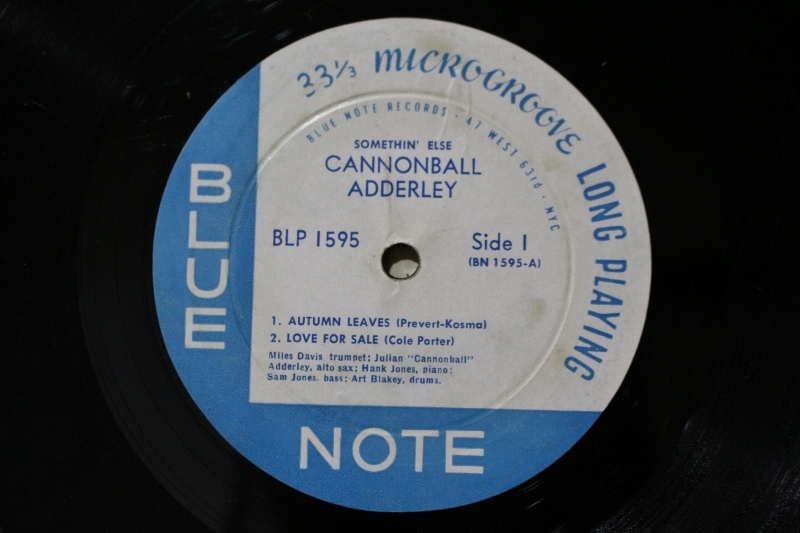 33⅓ MICROGROOVE LONG PLAYING
BLUE NOTE RECORDS · 47 WEST 63rd · NYC
SOMETHIN' ELSE
CANNONBALL
ADDERLEY
BLP 1595
Side 1
(BN 1595-A)
1. AUTUMN LEAVES (Prevert-Kosma)
2. LOVE FOR SALE (Cole Porter)
Miles Davis trumpet; Julian "Cannonball"
Adderley, alto sax; Hank Jones, piano;
Sam Jones. bass; Art Blakey, drums.
BLUE
NOTE